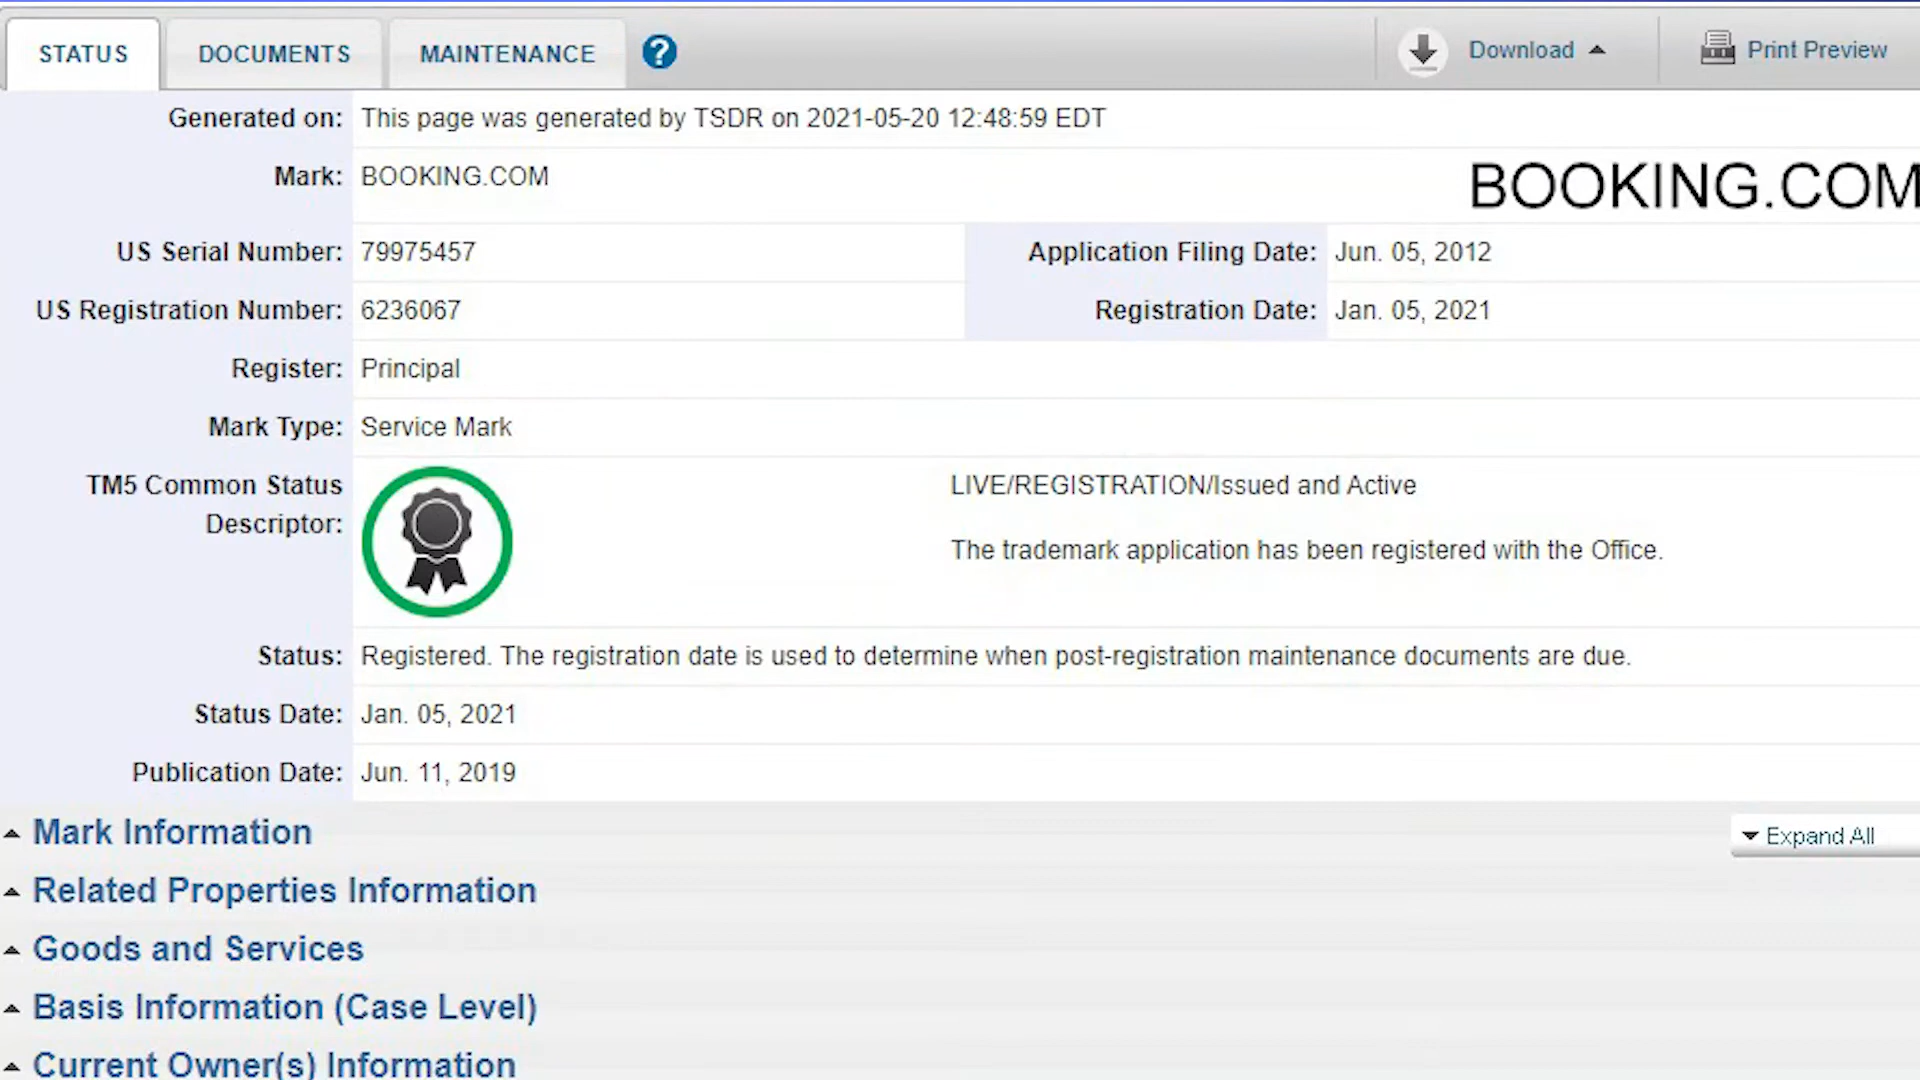 STATUS DOCUMENTS MAINTENANCE ? Download Print Preview
Generated on: This page was generated by TSDR on 2021-05-20 12:48:59 EDT
Mark: BOOKING.COM BOOKING.COM
US Serial Number: 79975457 Application Filing Date: Jun. 05, 2012
US Registration Number: 6236067 Registration Date: Jan. 05, 2021
Register: Principal
Mark Type: Service Mark
TM5 Common Status LIVE/REGISTRATION/Issued and Active
Descriptor:
The trademark application has been registered with the Office.
Status: Registered. The registration date is used to determine when post-registration maintenance documents are due.
Status Date: Jan. 05, 2021
Publication Date: Jun. 11, 2019
Mark Information Expand All
Related Properties Information
Goods and Services
Basis Information (Case Level)
Current Owner(s) Information